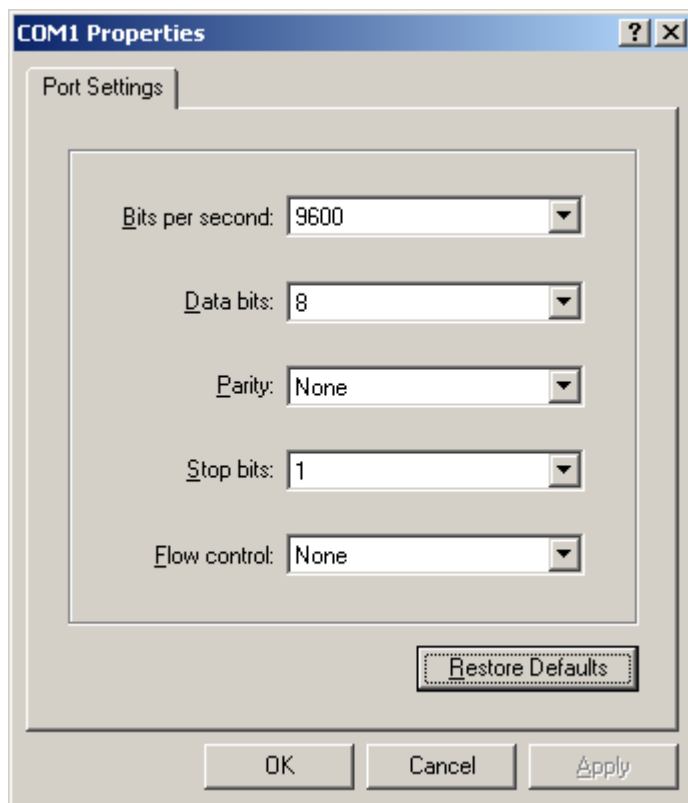 COM1 Properties
Port Settings
Bits per second: 9600
Data bits: 8
Parity: None
Stop bits: 1
Flow control: None
Restore Defaults
OK Cancel Apply